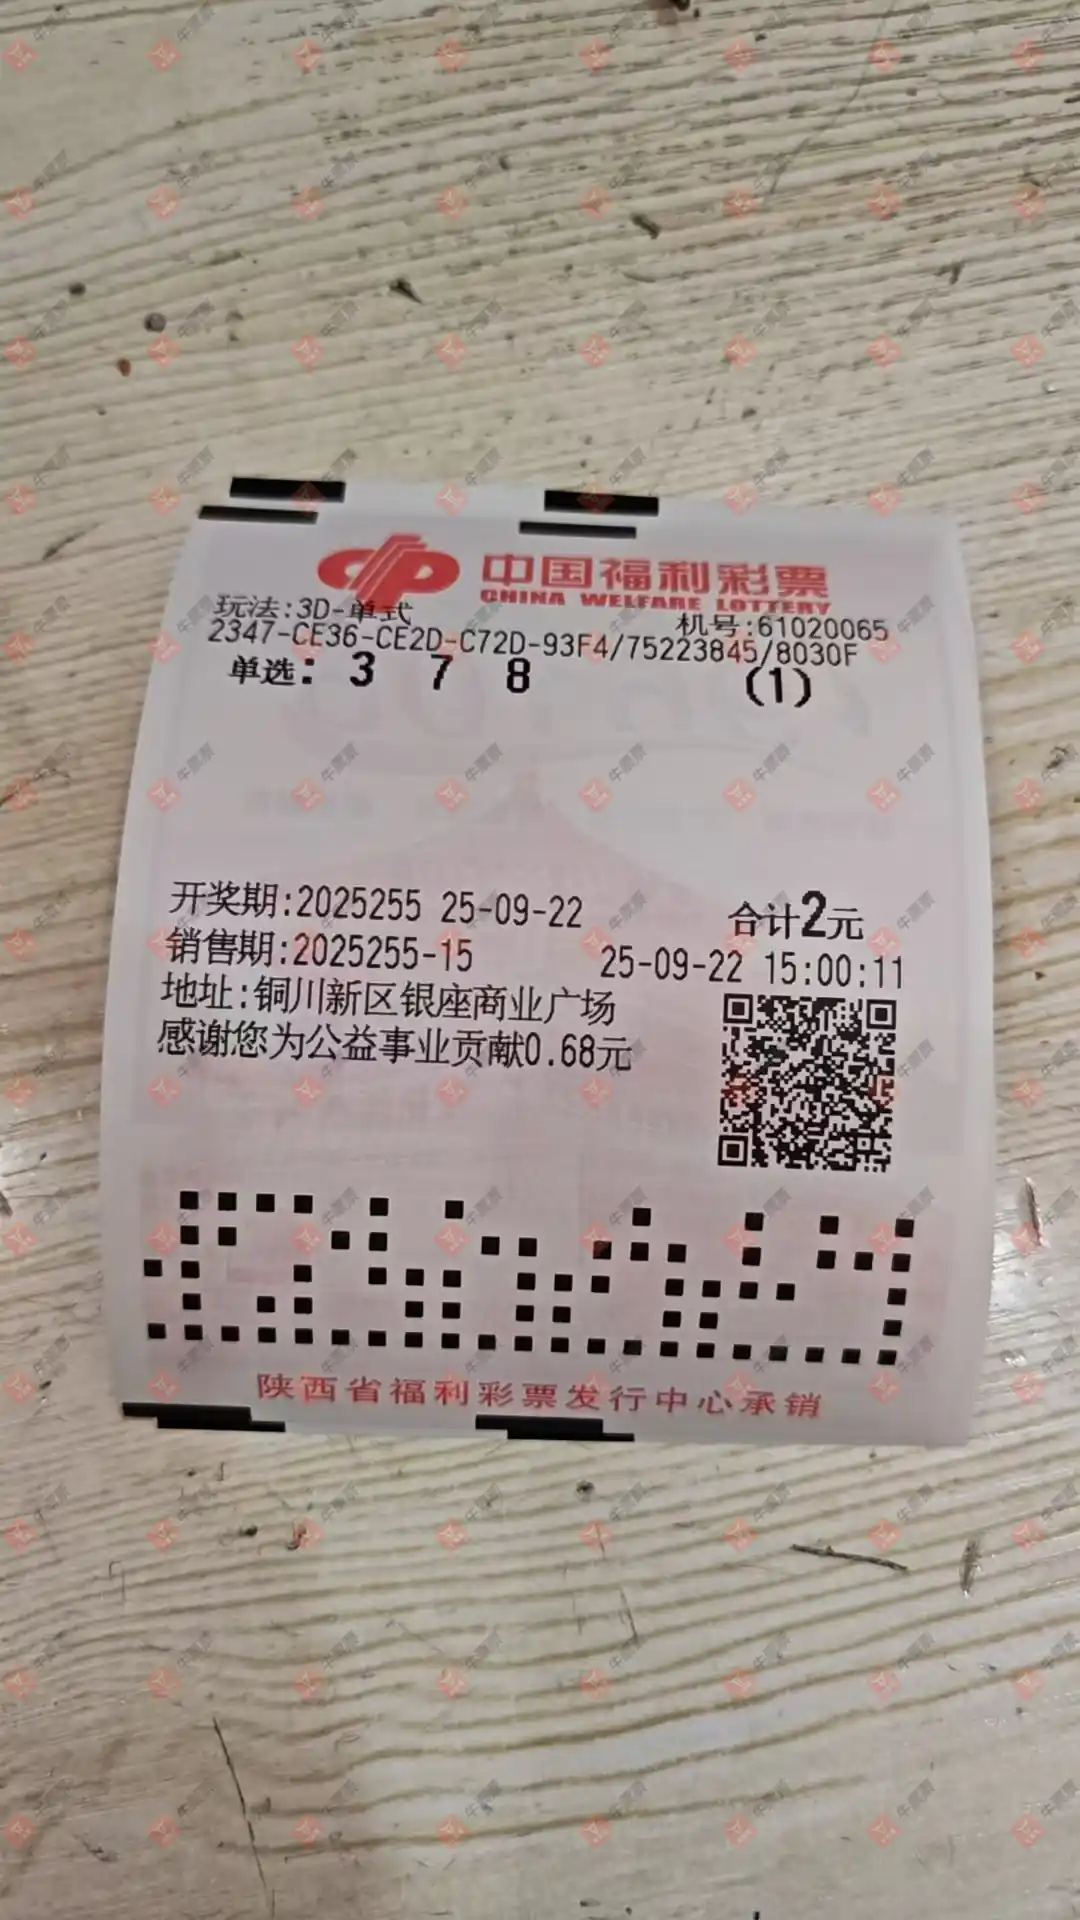 中国福利彩票
CHINA WELFARE LOTTERY
玩法:3D-单式 机号:61020065
2347-CE36-CE2D-C72D-93F4/75223845/8030F
单选: 3 7 8 (1)
开奖期:2025255 25-09-22 合计2元
销售期:2025255-15 25-09-22 15:00:11
地址:铜川新区银座商业广场
感谢您为公益事业贡献0.68元
陕西省福利彩票发行中心承销